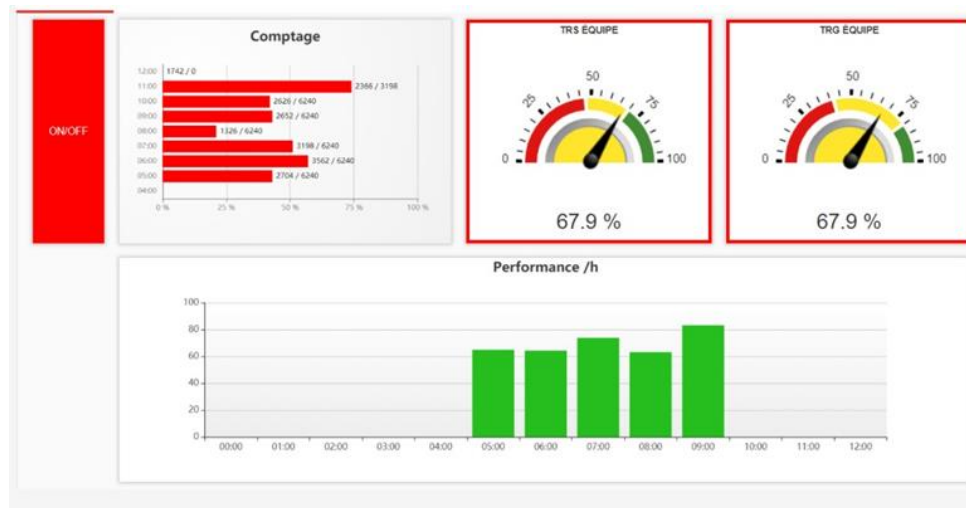 Comptage
12:00 1742 / 0
11:00 2366 / 3198
10:00 2626 / 6240
09:00 2652 / 6240
08:00 1326 / 6240
07:00 3198 / 6240
06:00 3562 / 6240
05:00 2704 / 6240
04:00
0 % 25 % 50 % 75 % 100 %
ON/OFF
TRS ÉQUIPE
0 25 50 75 100
67.9 %
TRG ÉQUIPE
0 25 50 75 100
67.9 %
Performance /h
100
80
60
40
20
0
00:00 01:00 02:00 03:00 04:00 05:00 06:00 07:00 08:00 09:00 10:00 11:00 12:00